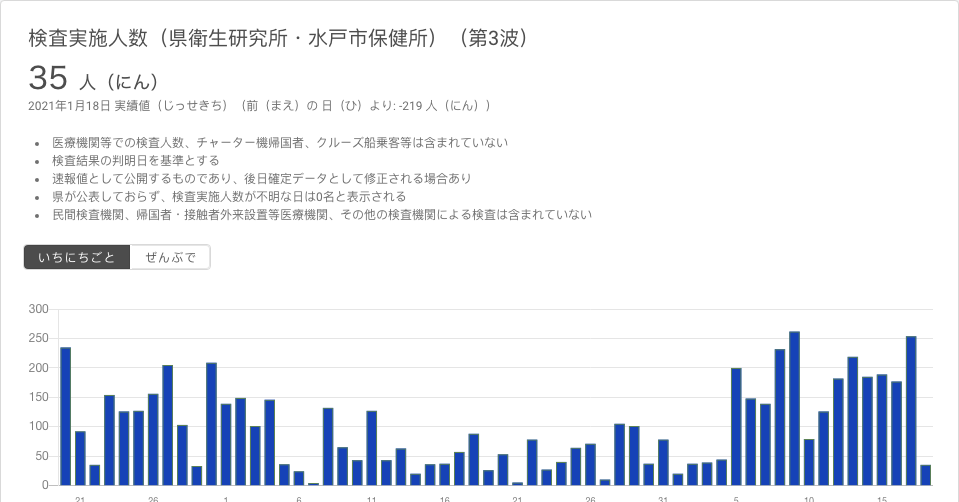 検査実施人数（県衛生研究所・水戸市保健所）（第3波）
35 人（にん）
2021年1月18日 実績値（じっせきち）（前（まえ）の 日（ひ）より: -219 人（にん））
• 医療機関等での検査人数、チャーター機帰国者、クルーズ船乗客等は含まれていない
• 検査結果の判明日を基準とする
• 速報値として公開するものであり、後日確定データとして修正される場合あり
• 県が公表しておらず、検査実施人数が不明な日は0名と表示される
• 民間検査機関、帰国者・接触者外来設置等医療機関、その他の検査機関による検査は含まれていない
いちにちごと ぜんぶで
300
250
200
150
100
50
0
21 26 1 6 11 16 21 26 31 5 10 15